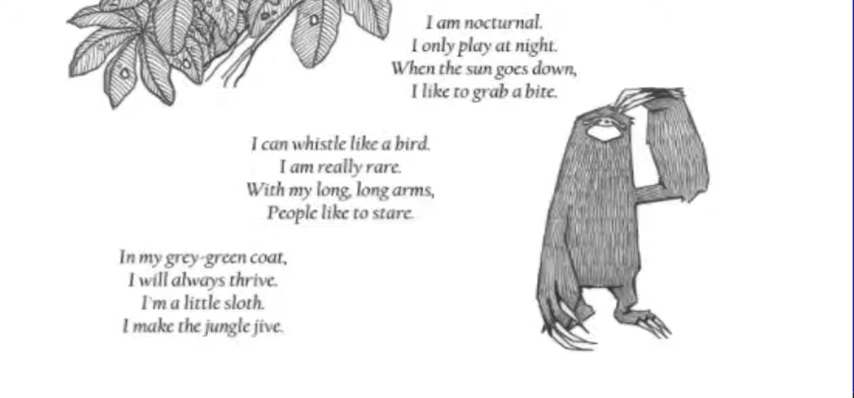 I am nocturnal.
I only play at night.
When the sun goes down,
I like to grab a bite.
I can whistle like a bird.
I am really rare.
With my long, long arms,
People like to stare.
In my grey-green coat,
I will always thrive.
I'm a little sloth.
I make the jungle jive.